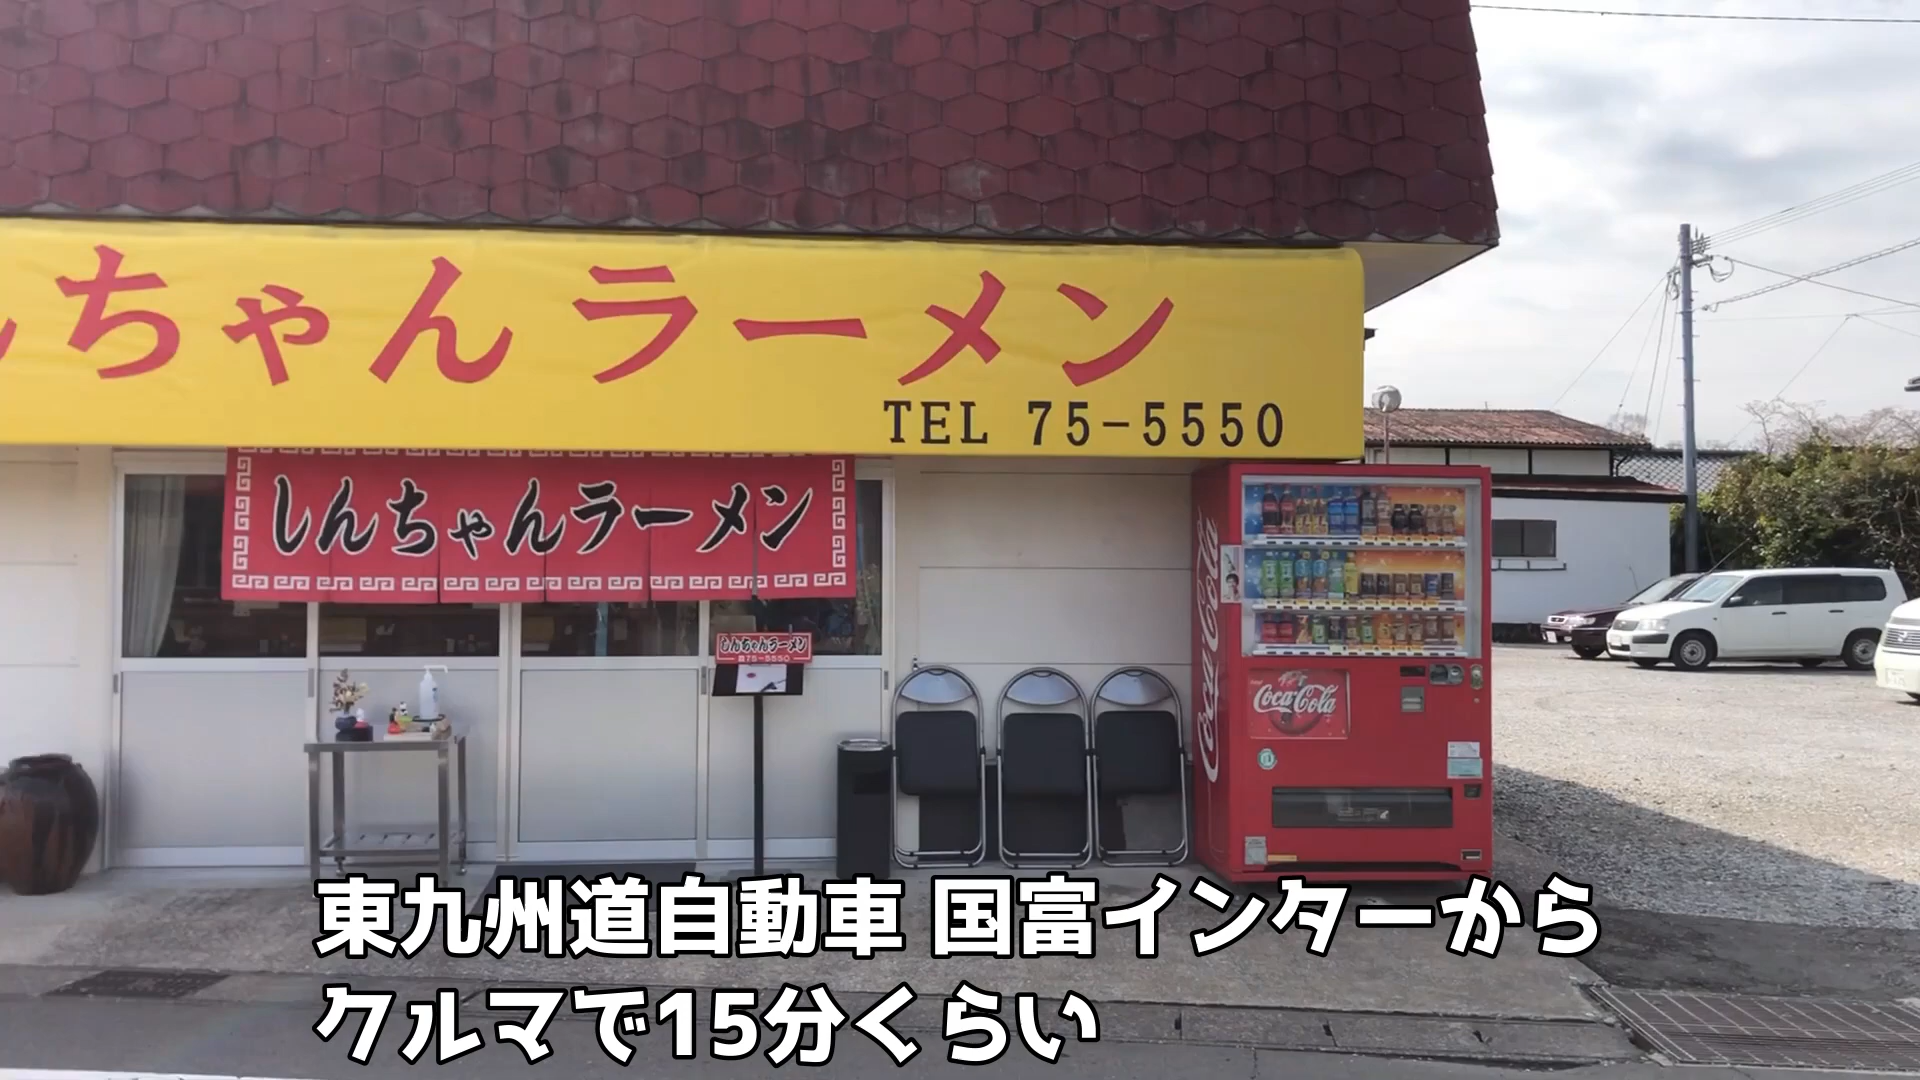 んちゃんラーメン
TEL 75-5550
しんちゃんラーメン
しんちゃんラーメン
75-5550
Coca-Cola
Coca-Cola
東九州道自動車 国富インターから
クルマで15分くらい